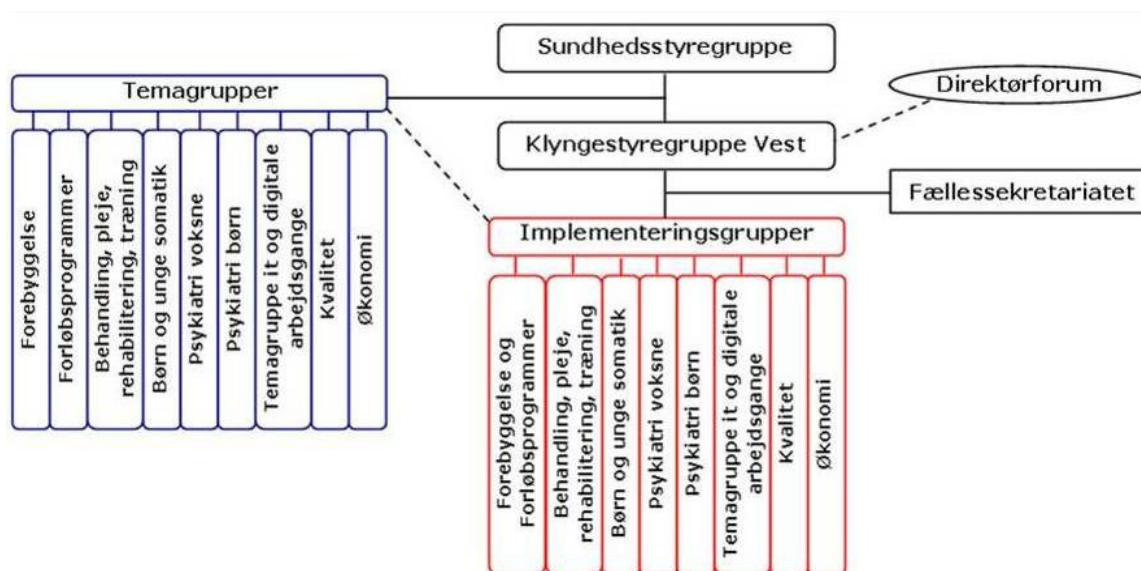 Sundhedsstyregruppe
Temagrupper
Direktørforum
Klyngestyregruppe Vest
Fællessekretariatet
Implementeringsgrupper
Forebyggelse
Forløbsprogrammer
Behandling, pleje,
rehabilitering, træning
Børn og unge somatik
Psykiatri voksne
Psykiatri børn
Temagruppe it og digitale
arbejdsgange
Kvalitet
Økonomi
Forebyggelse og
Forløbsprogrammer
Behandling, pleje,
rehabilitering, træning
Børn og unge somatik
Psykiatri voksne
Psykiatri børn
Temagruppe it og digitale
arbejdsgange
Kvalitet
Økonomi